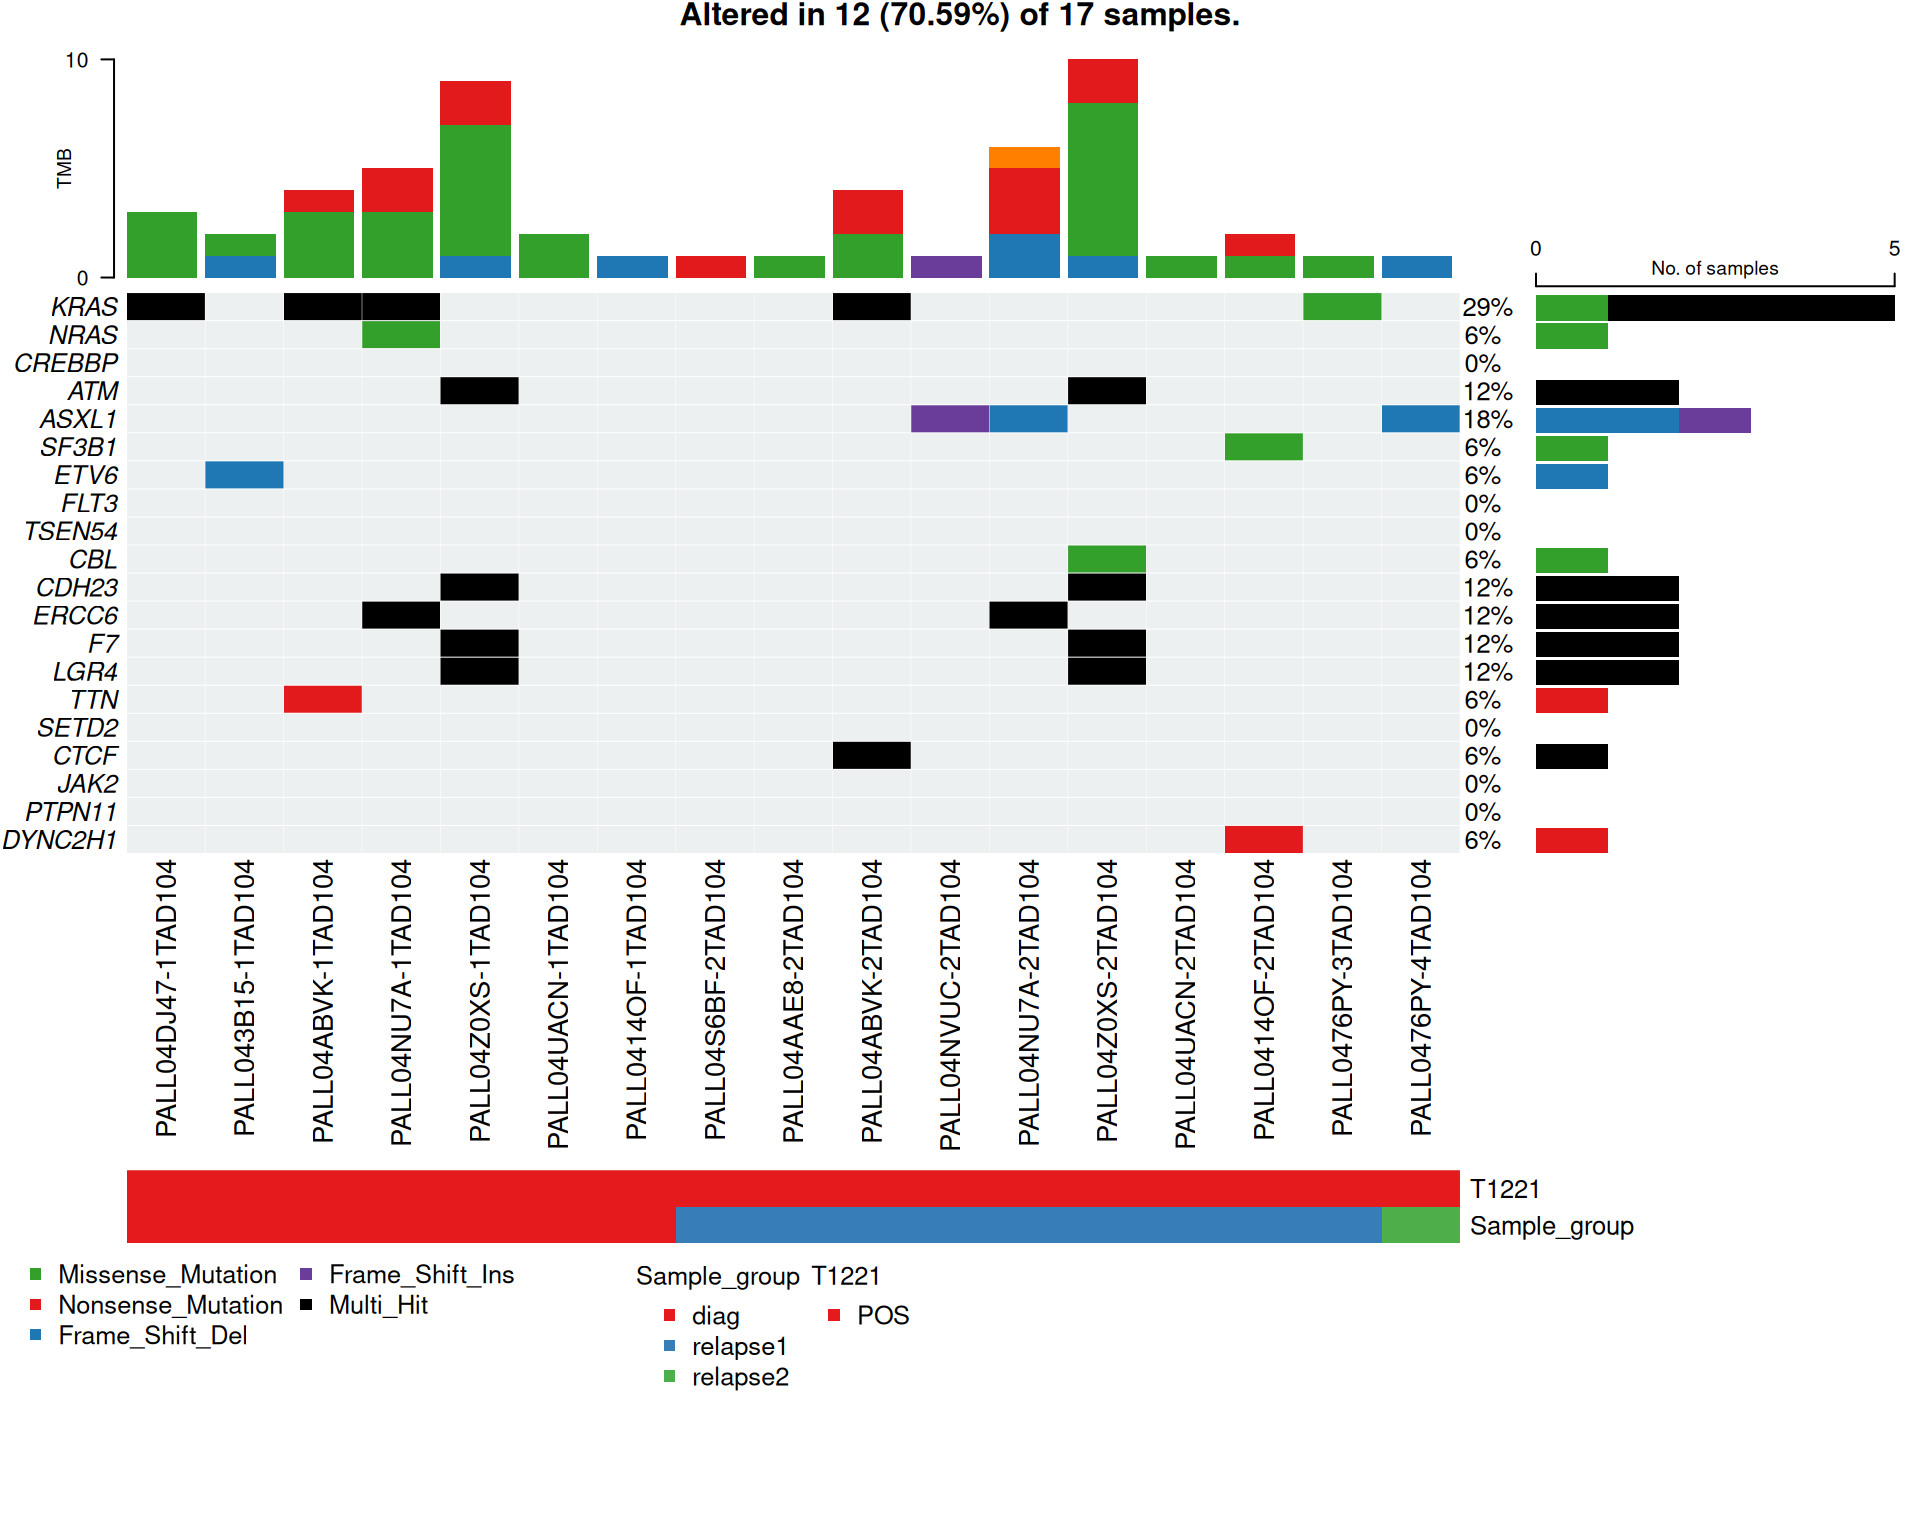 Altered in 12 (70.59%) of 17 samples.
10
TMB
0
0 5
No. of samples
KRAS 29%
NRAS 6%
CREBBP 0%
ATM 12%
ASXL1 18%
SF3B1 6%
ETV6 6%
FLT3 0%
TSEN54 0%
CBL 6%
CDH23 12%
ERCC6 12%
F7 12%
LGR4 12%
TTN 6%
SETD2 0%
CTCF 6%
JAK2 0%
PTPN11 0%
DYNC2H1 6%
PALL04DJ47-1TAD104
PALL043B15-1TAD104
PALL04ABVK-1TAD104
PALL04NU7A-1TAD104
PALL04Z0XS-1TAD104
PALL04UACN-1TAD104
PALL0414OF-1TAD104
PALL04S6BF-2TAD104
PALL04AAE8-2TAD104
PALL04ABVK-2TAD104
PALL04NVUC-2TAD104
PALL04NU7A-2TAD104
PALL04Z0XS-2TAD104
PALL04UACN-2TAD104
PALL0414OF-2TAD104
PALL0476PY-3TAD104
PALL0476PY-4TAD104
T1221
Sample_group
Missense_Mutation
Nonsense_Mutation
Frame_Shift_Del
Frame_Shift_Ins
Multi_Hit
Sample_group
diag
relapse1
relapse2
T1221
POS